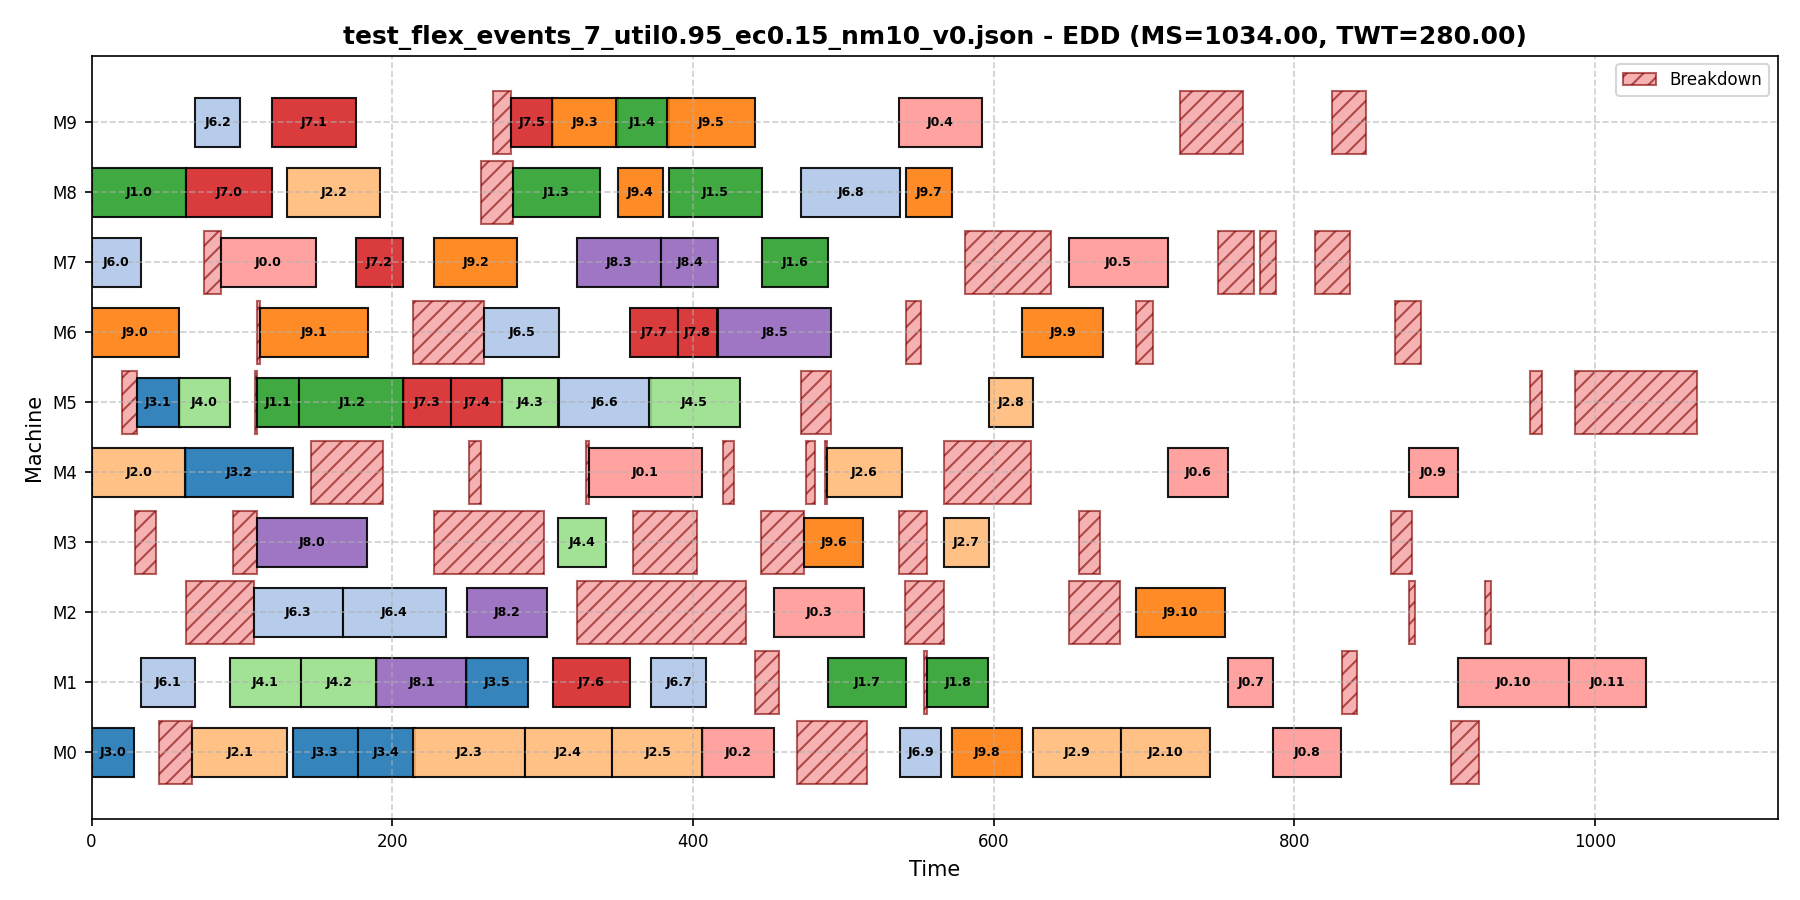 test_flex_events_7_util0.95_ec0.15_nm10_v0.json - EDD (MS=1034.00, TWT=280.00)
Breakdown
M9 J6.2 J7.1 J7.5 J9.3 J1.4 J9.5 J0.4
M8 J1.0 J7.0 J2.2 J1.3 J9.4 J1.5 J6.8 J9.7
M7 J6.0 J0.0 J7.2 J9.2 J8.3 J8.4 J1.6 J0.5
M6 J9.0 J9.1 J6.5 J7.7 J7.8 J8.5 J9.9
M5 J3.1 J4.0 J1.1 J1.2 J7.3 J7.4 J4.3 J6.6 J4.5 J2.8
M4 J2.0 J3.2 J0.1 J2.6 J0.6 J0.9
M3 J8.0 J4.4 J9.6 J2.7
M2 J6.3 J6.4 J8.2 J0.3 J9.10
M1 J6.1 J4.1 J4.2 J8.1 J3.5 J7.6 J6.7 J1.7 J1.8 J0.7 J0.10 J0.11
M0 J3.0 J2.1 J3.3 J3.4 J2.3 J2.4 J2.5 J0.2 J6.9 J9.8 J2.9 J2.10 J0.8
Machine
0 200 400 600 800 1000
Time